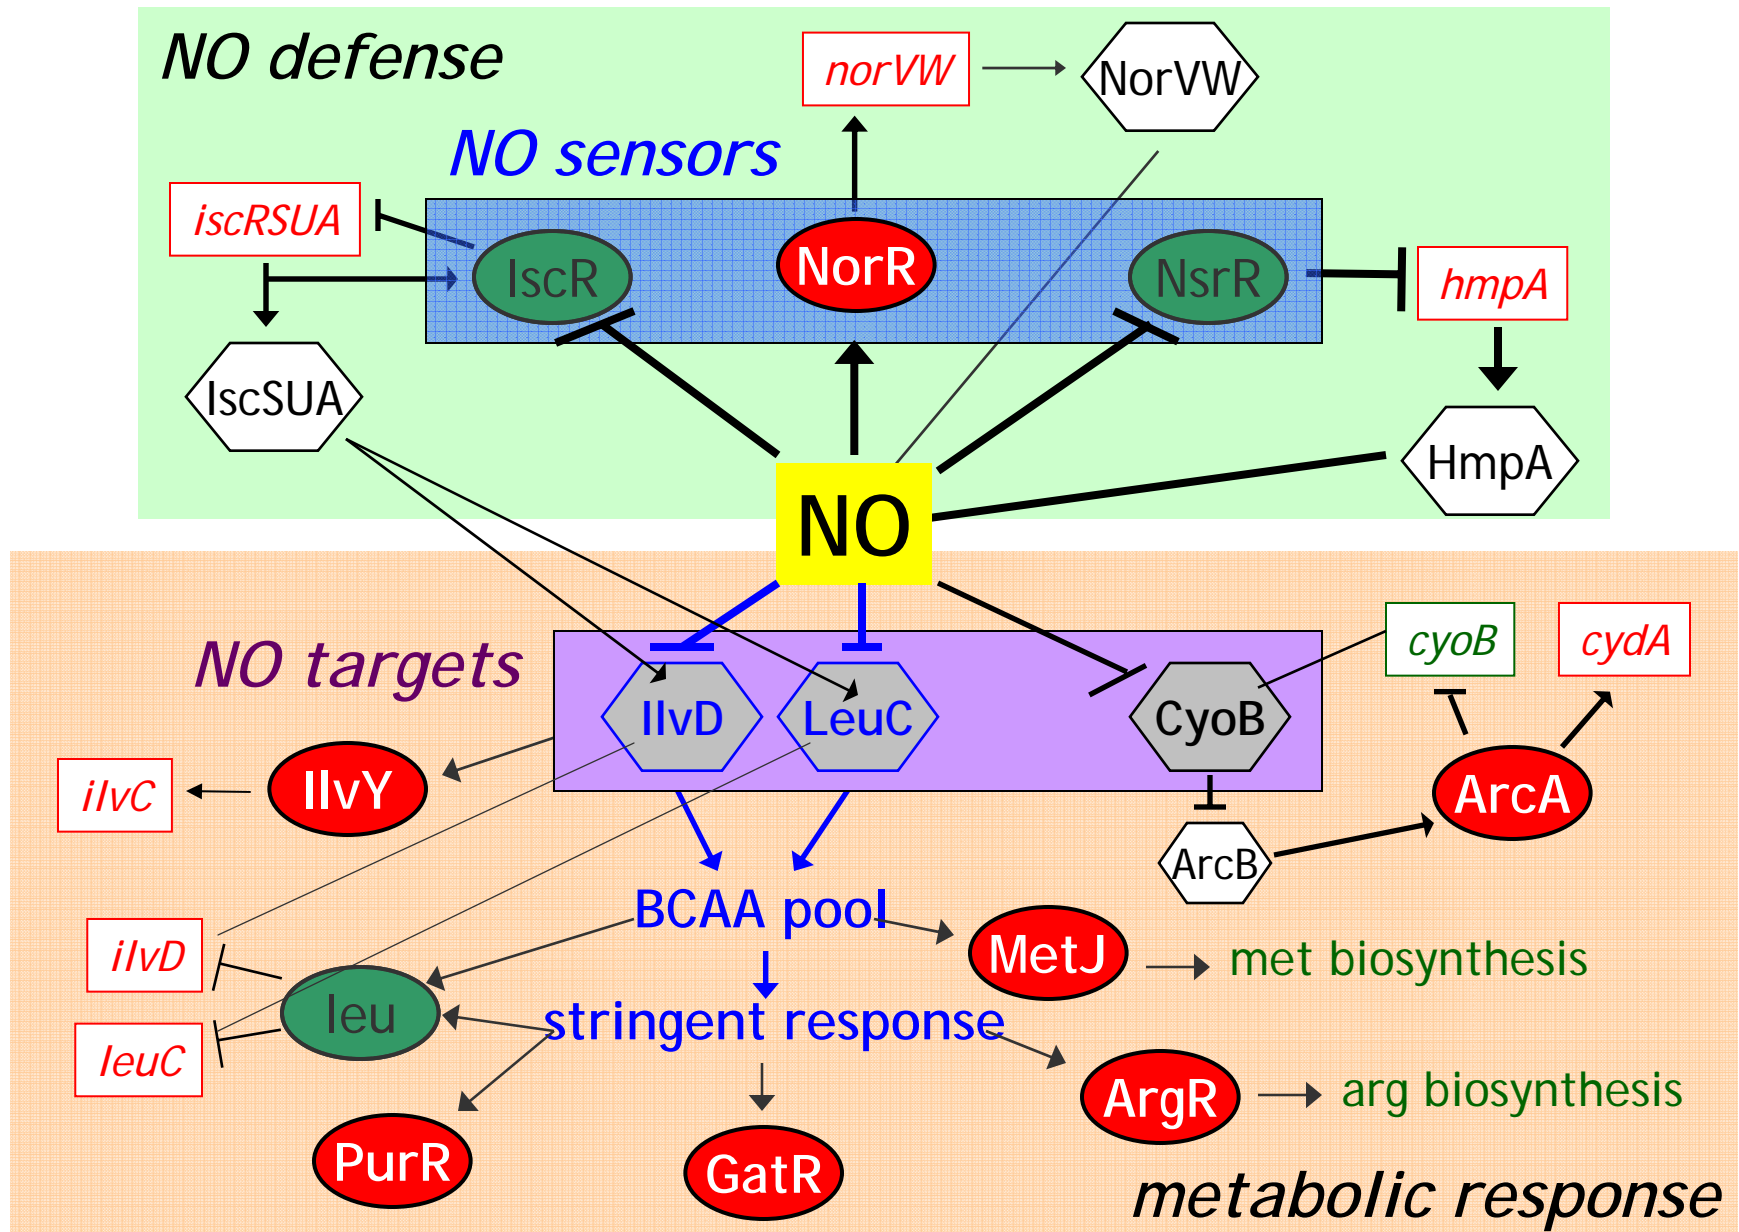 NO defense
norVW
NorVW
NO sensors
iscRSUA
IscR
NorR
NsrR
hmpA
IscSUA
HmpA
NO
NO targets
cyoB
cydA
IlvD
LeuC
CyoB
ilvC
IlvY
ArcA
ArcB
BCAA pool
ilvD
MetJ
met biosynthesis
leu
stringent response
leuC
ArgR
arg biosynthesis
PurR
GatR
metabolic response